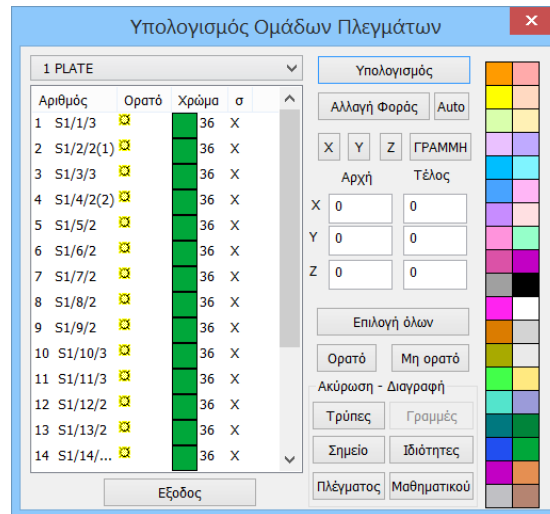 Υπολογισμός Ομάδων Πλεγμάτων
1 PLATE
Αριθμός Ορατό Χρώμα σ
1 S1/1/3 36 X
2 S1/2/2(1) 36 X
3 S1/3/3 36 X
4 S1/4/2(2) 36 X
5 S1/5/2 36 X
6 S1/6/2 36 X
7 S1/7/2 36 X
8 S1/8/2 36 X
9 S1/9/2 36 X
10 S1/10/3 36 X
11 S1/11/3 36 X
12 S1/12/2 36 X
13 S1/13/2 36 X
14 S1/14/... 36 X
Εξοδος
Υπολογισμός
Αλλαγή Φοράς Auto
X Y Z ΓΡΑΜΜΗ
Αρχή Τέλος
X 0 0
Y 0 0
Z 0 0
Επιλογή όλων
Ορατό Μη ορατό
Ακύρωση - Διαγραφή
Τρύπες Γραμμές
Σημείο Ιδιότητες
Πλέγματος Μαθηματικού